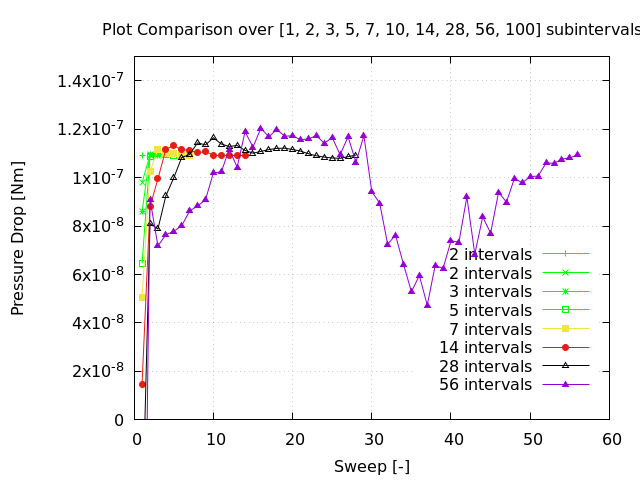 Plot Comparison over [1, 2, 3, 5, 7, 10, 14, 28, 56, 100] subintervals
1.4x10-7
1.2x10-7
1x10-7
8x10-8
6x10-8
4x10-8
2x10-8
0
Pressure Drop [Nm]
2 intervals
2 intervals
3 intervals
5 intervals
7 intervals
14 intervals
28 intervals
56 intervals
0 10 20 30 40 50 60
Sweep [-]